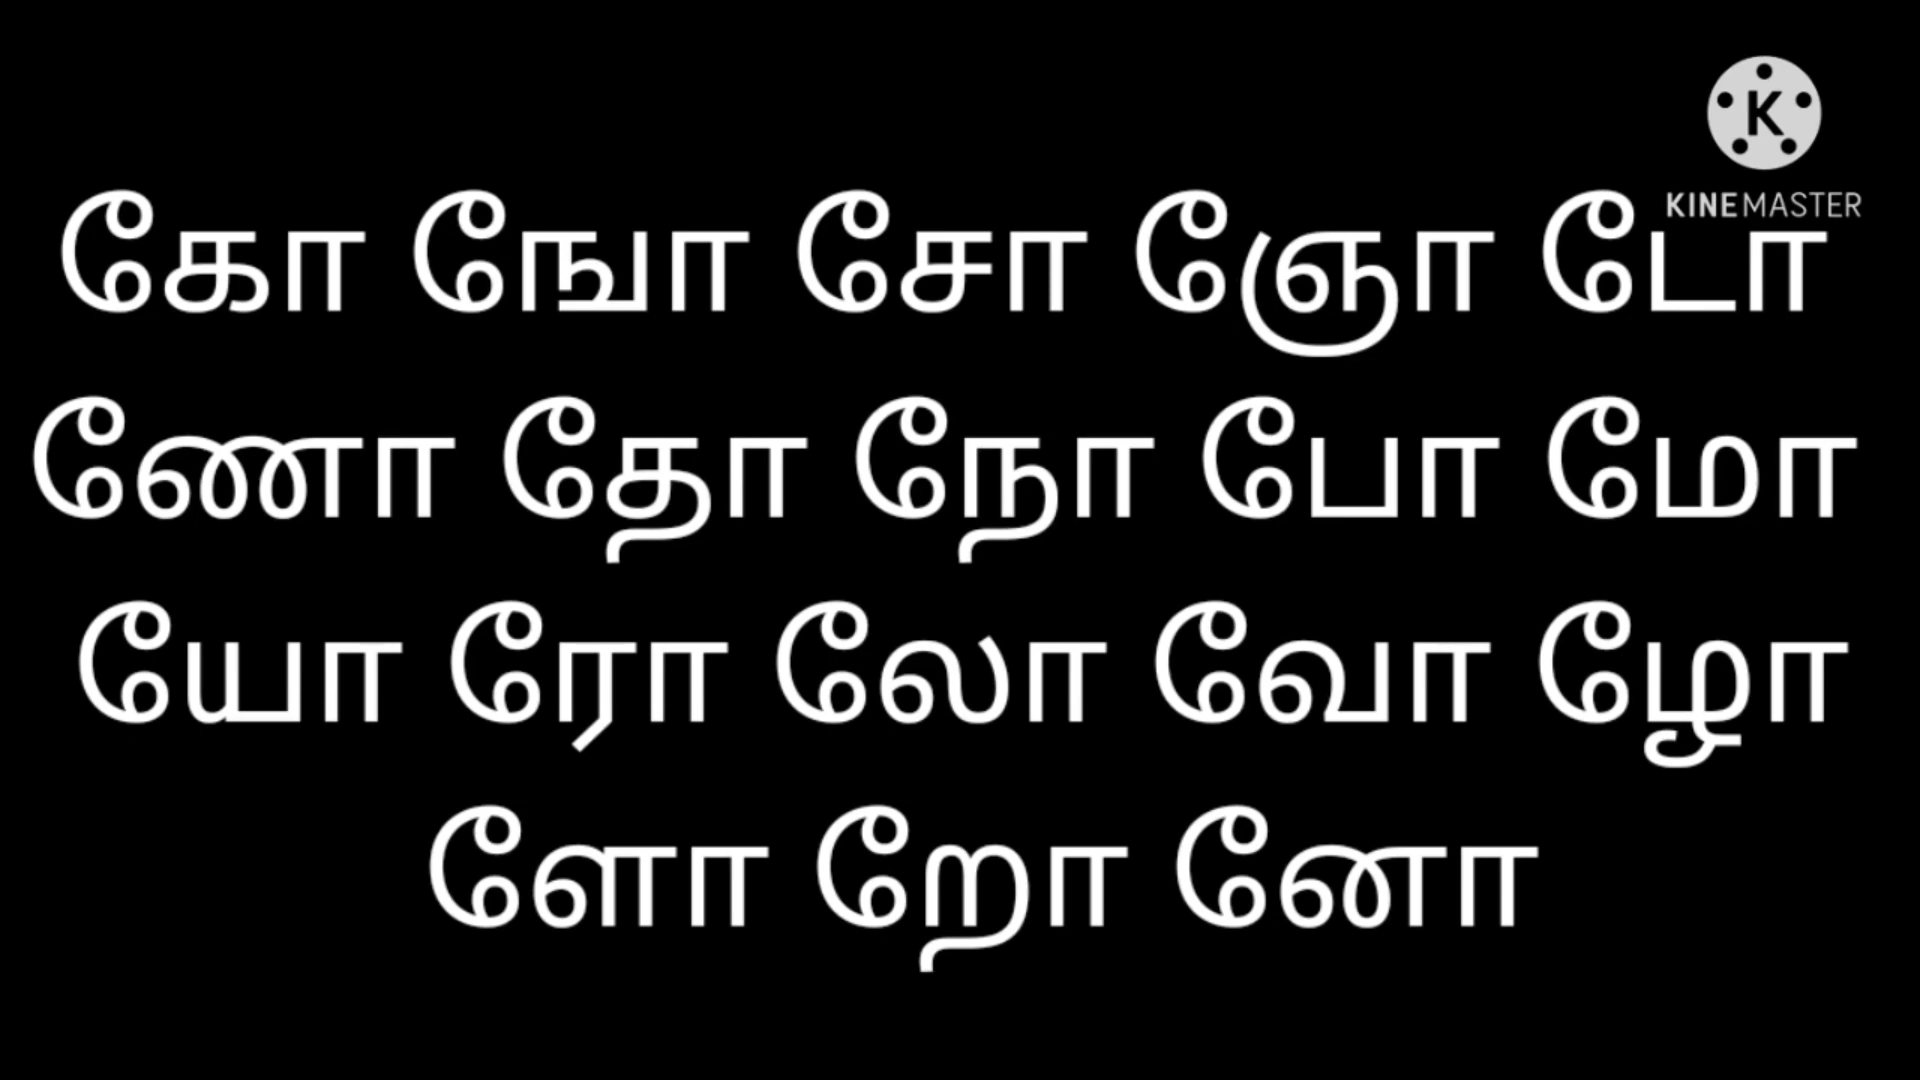 KINEMASTER
கோ ஙோ சோ ஞோ டோ
ணோ தோ நோ போ மோ
யோ ரோ லோ வோ ழோ
ளோ றோ னோ